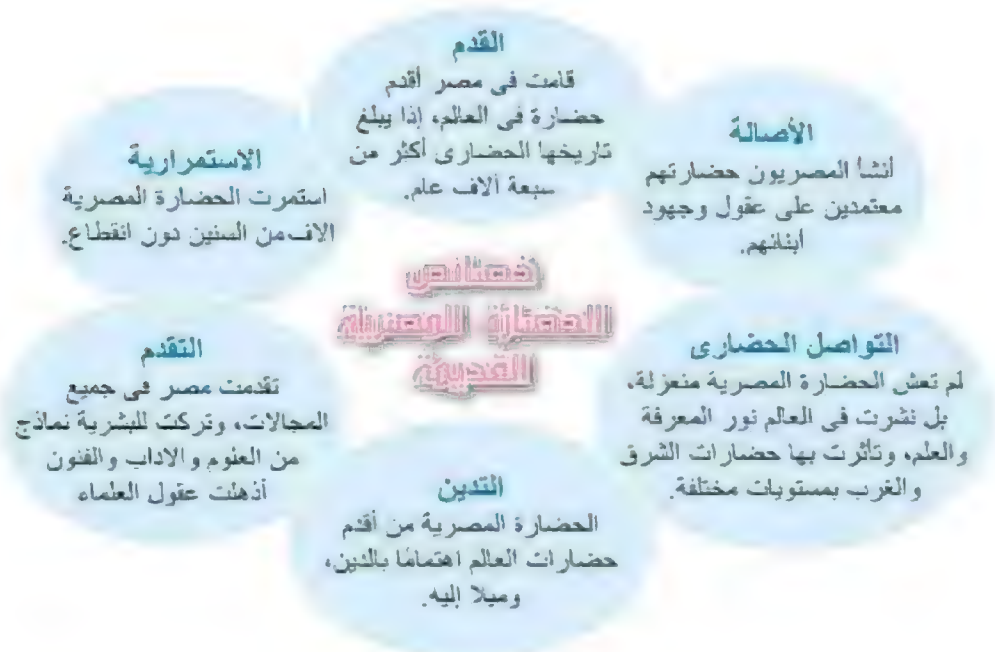 القدم
قامت فى مصر أقدم
حضارة فى العالم، إذا يبلغ
تاريخها الحضارى أكثر من
سبعة آلاف عام.
الأصالة
أنشا المصريون حضارتهم
معتمدين على عقول وجهود
أبنائهم.
الاستمرارية
استمرت الحضارة المصرية
الاف من السنين دون انقطاع.
خصائص
الحضارة المصرية
القديمة
التواصل الحضارى
لم تعش الحضارة المصرية منعزلة،
بل نشرت فى العالم نور المعرفة
والعلم، وتأثرت بها حضارات الشرق
والغرب بمستويات مختلفة.
التقدم
تقدمت مصر فى جميع
المجالات، وتركت للبشرية نماذج
من العلوم والاداب والفنون
أذهلت عقول العلماء
التدين
الحضارة المصرية من أقدم
حضارات العالم اهتمامًا بالدين،
وميلا إليه.